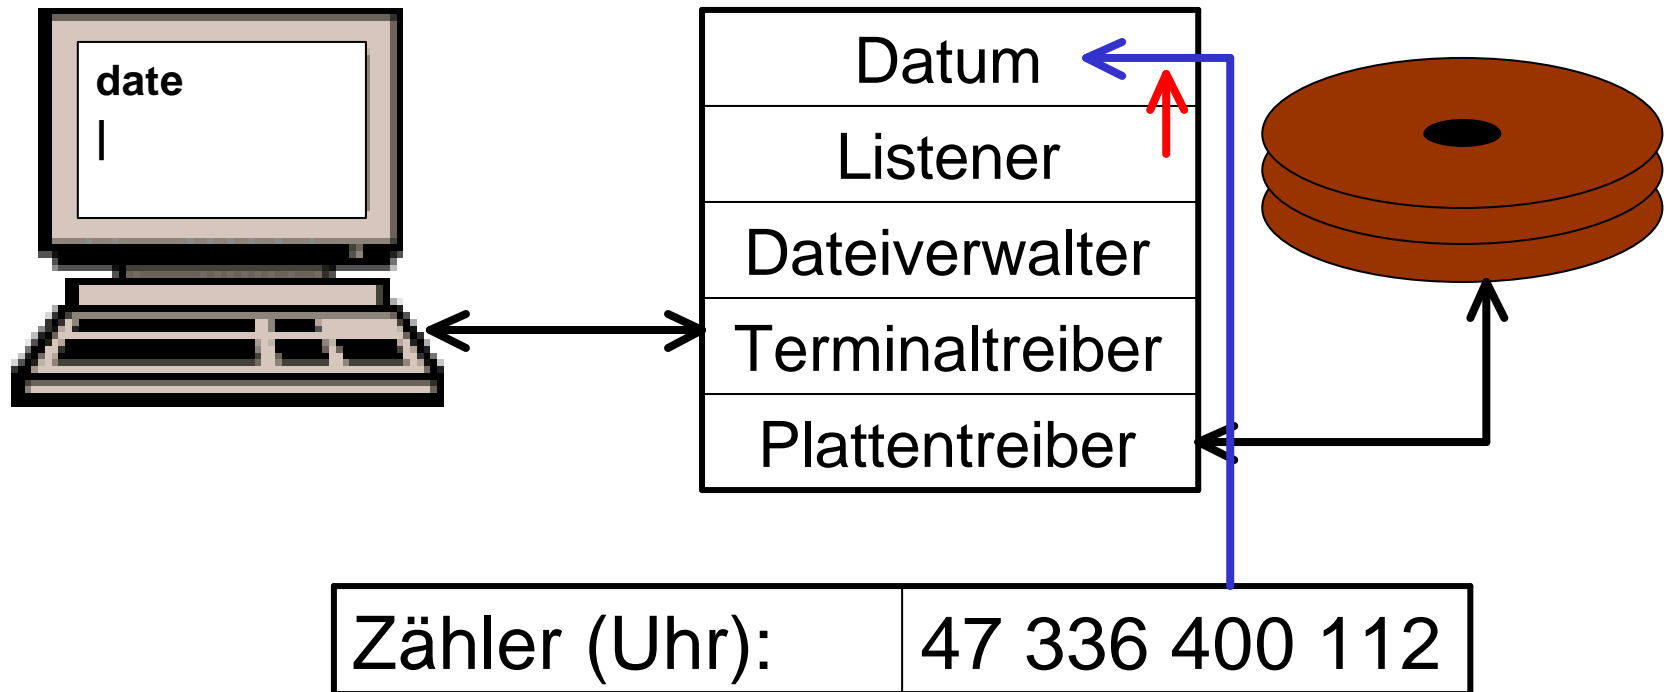 date
|
Datum
Listener
Dateiverwalter
Terminaltreiber
Plattentreiber
Zähler (Uhr): 47 336 400 112